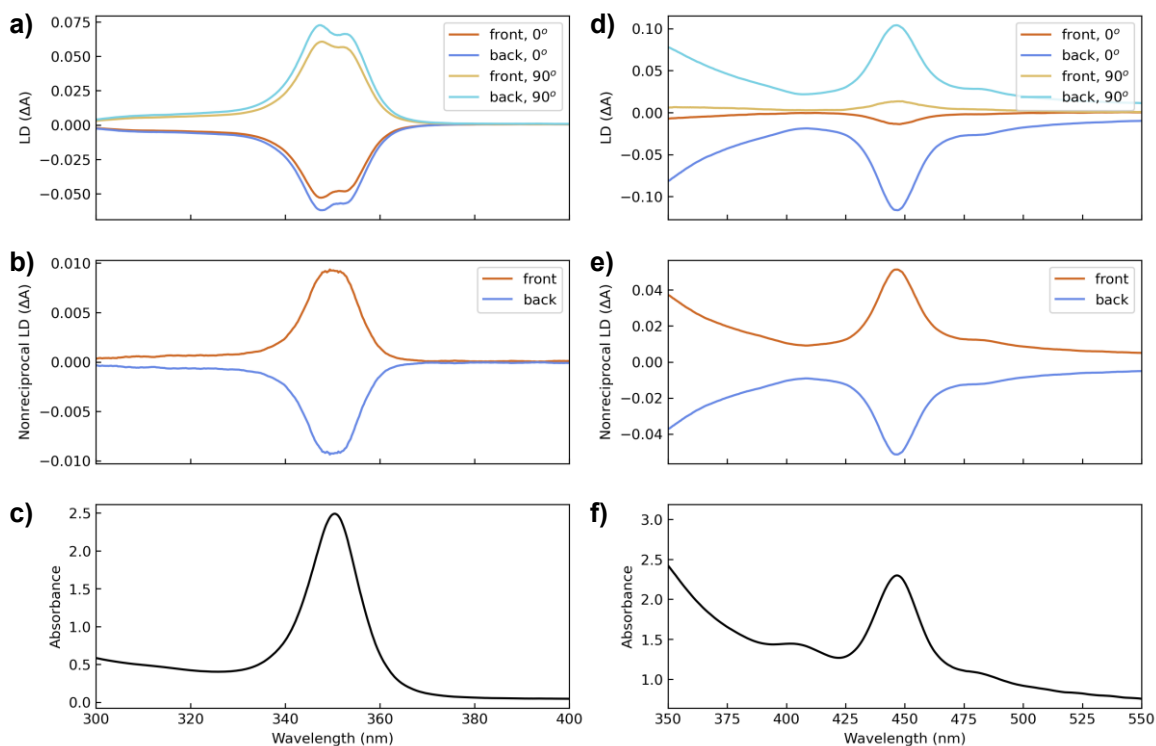 a)
0.075
0.050
0.025
0.000
−0.025
−0.050
LD (ΔA)
front, 0°
back, 0°
front, 90°
back, 90°
d)
0.10
0.05
0.00
−0.05
−0.10
LD (ΔA)
front, 0°
back, 0°
front, 90°
back, 90°
b)
0.010
0.005
0.000
−0.005
−0.010
Nonreciprocal LD (ΔA)
front
back
e)
0.04
0.02
0.00
−0.02
−0.04
Nonreciprocal LD (ΔA)
front
back
c)
2.5
2.0
1.5
1.0
0.5
0.0
Absorbance
300 320 340 360 380 400
Wavelength (nm)
f)
3.0
2.5
2.0
1.5
1.0
Absorbance
350 375 400 425 450 475 500 525 550
Wavelength (nm)